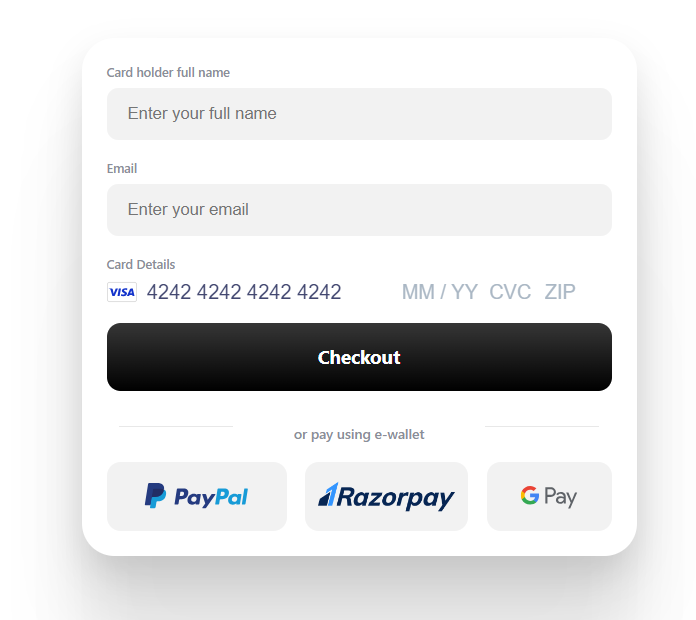 Card holder full name
Enter your full name
Email
Enter your email
Card Details
VISA 4242 4242 4242 4242 MM / YY CVC ZIP
Checkout
or pay using e-wallet
PayPal Razorpay G Pay